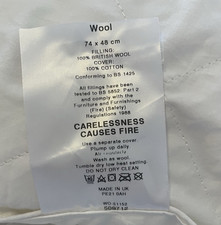 Wool
74 x 48 cm
FILLING:
100% BRITISH WOOL
COVER:
100% COTTON
Conforming to BS 1425
All fillings have been
tested to BS 5852, Part 2
and comply with the
Furniture and Furnishings
(Fire) (Safety)
Regulations 1988
CARELESSNESS
CAUSES FIRE
Use a separate cover
Plump up daily
Air
Wash as wool
Tumble dry low heat setting
DO NOT DRY CLEAN
MADE IN UK